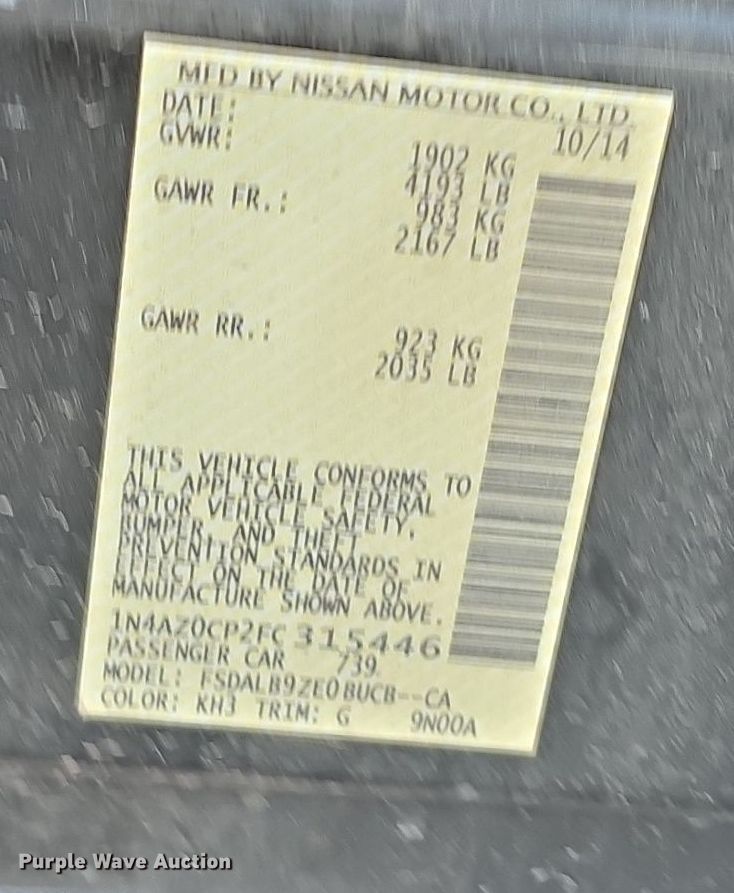 MFD BY NISSAN MOTOR CO., LTD.
DATE: 10/14
GVWR: 1902 KG
4193 LB
GAWR FR.: 983 KG
2167 LB
GAWR RR.: 923 KG
2035 LB
THIS VEHICLE CONFORMS TO
ALL APPLICABLE FEDERAL
MOTOR VEHICLE SAFETY,
BUMPER, AND THEFT
PREVENTION STANDARDS IN
EFFECT ON THE DATE OF
MANUFACTURE SHOWN ABOVE.
1N4AZ0CP2FC 315446
PASSENGER CAR /739
MODEL: FSDALB9ZE0BUCB--CA
COLOR: KH3 TRIM: G 9N00A
Purple Wave Auction